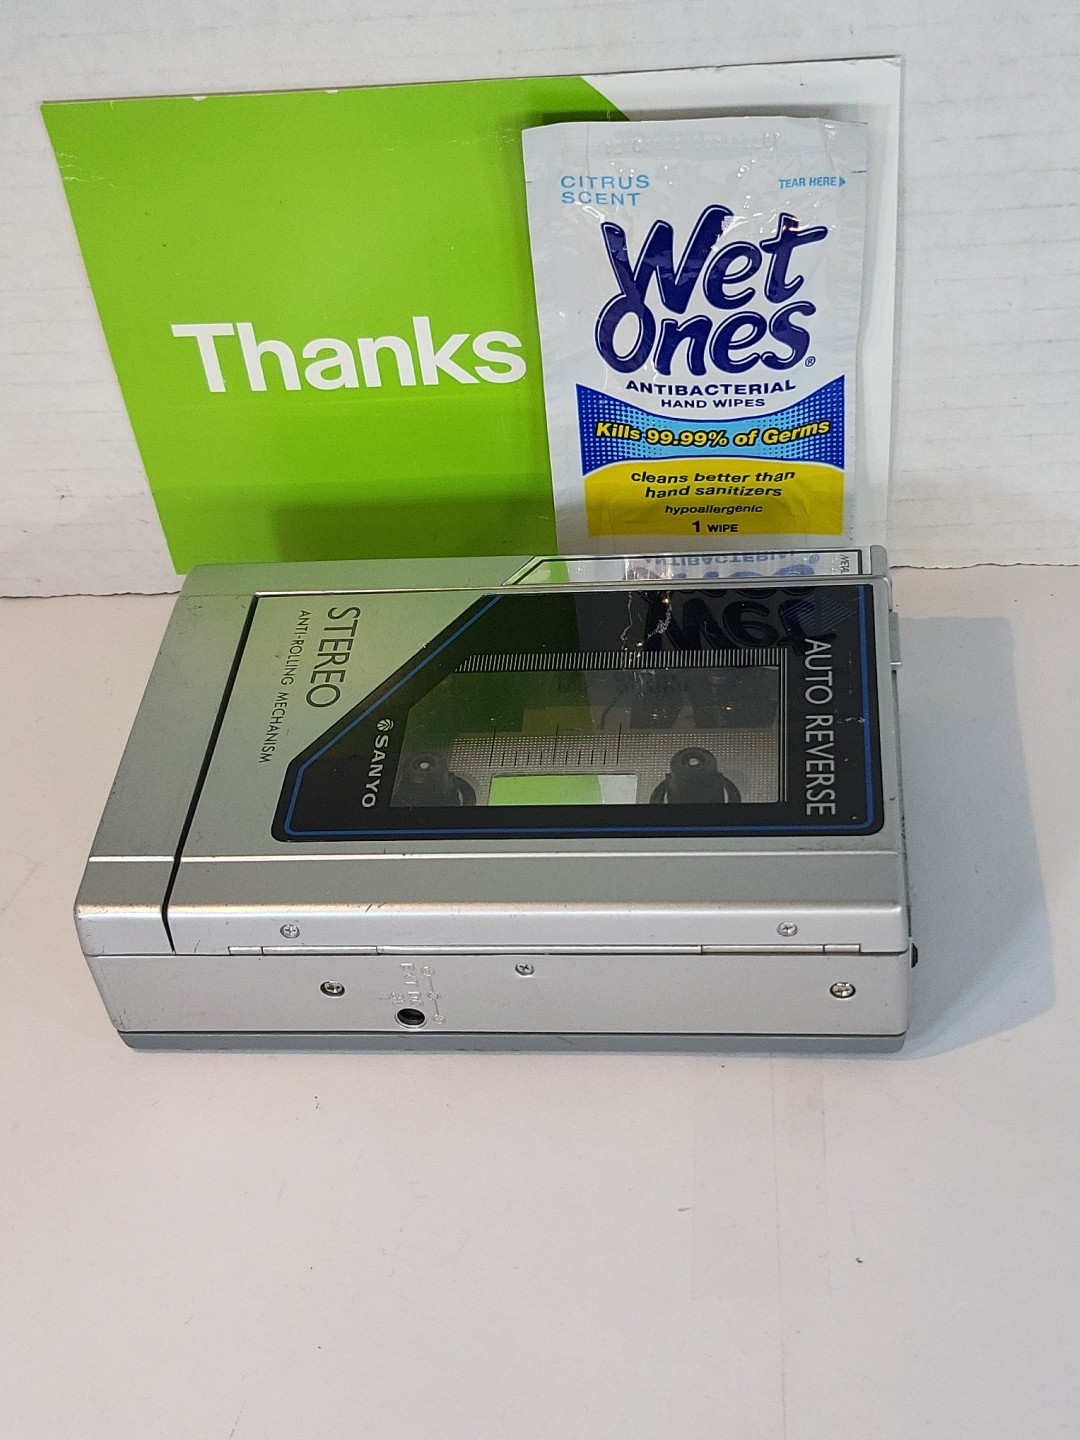 Thanks
CITRUS
SCENT
TEAR HERE
Wet
Ones®
ANTIBACTERIAL
HAND WIPES
Kills 99.99% of Germs
cleans better than
hand sanitizers
hypoallergenic
1 WIPE
METAL
STEREO
ANTI-ROLLING MECHANISM
SANYO
AUTO REVERSE